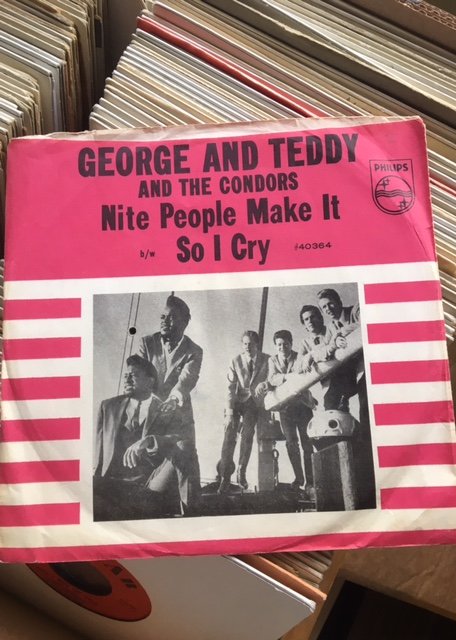 GEORGE AND TEDDY
AND THE CONDORS
PHILIPS
Nite People Make It
b/w So I Cry #40364